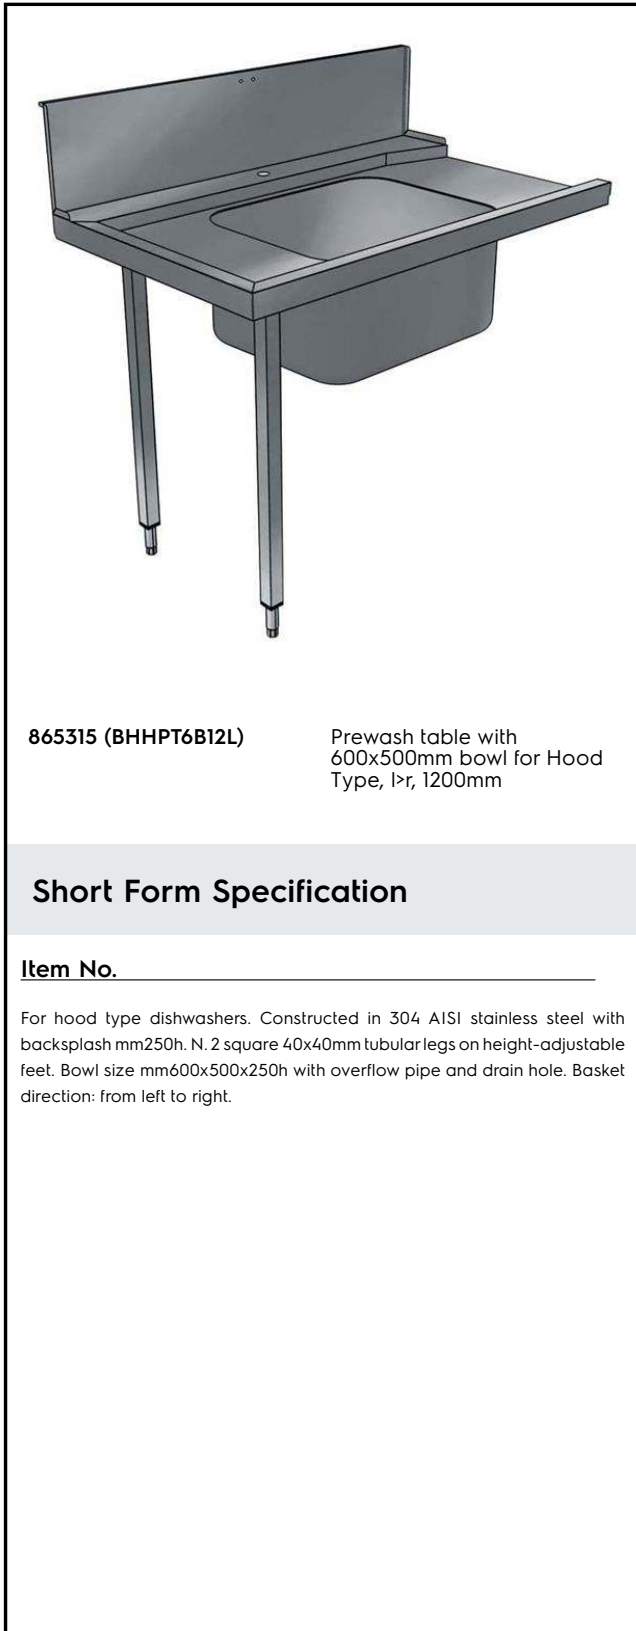 865315 (BHHPT6B12L)
Prewash table with
600x500mm bowl for Hood
Type, l>r, 1200mm
Short Form Specification
Item No.
For hood type dishwashers. Constructed in 304 AISI stainless steel with
backsplash mm250h. N. 2 square 40x40mm tubular legs on height-adjustable
feet. Bowl size mm600x500x250h with overflow pipe and drain hole. Basket
direction: from left to right.